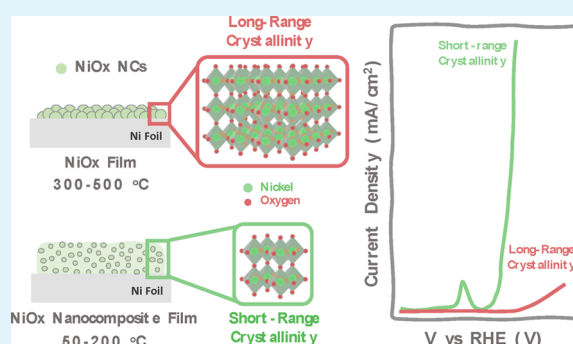 Long-Range
Crystallinity
NiOx NCs
Ni Foil
NiOx Film
300-500 °C
Nickel
Oxygen
Ni Foil
NiOx Nanocomposite Film
50-200 °C
Short-Range
Crystallinity
Current Density (mA/cm2)
Short-range
Crystallinity
Long-Range
Crystallinity
V vs RHE (V)